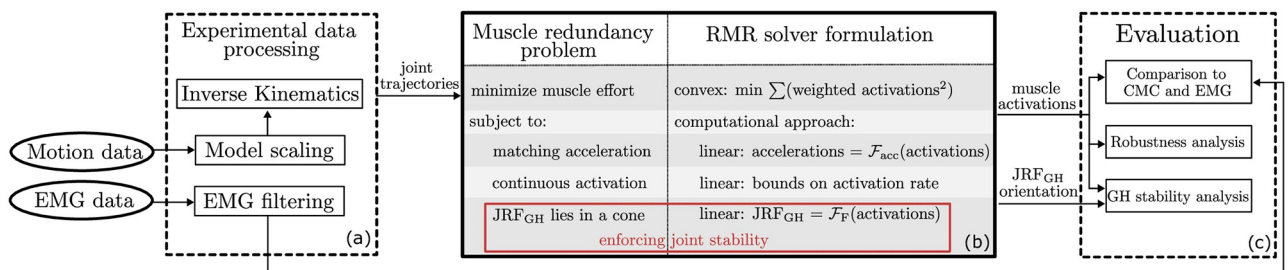 Experimental data
processing
Inverse Kinematics
Motion data
Model scaling
EMG data
EMG filtering
(a)
joint
trajectories
Muscle redundancy
problem
RMR solver formulation
minimize muscle effort
convex: min ∑(weighted activations²)
subject to:
computational approach:
matching acceleration
linear: accelerations = ℱacc(activations)
continuous activation
linear: bounds on activation rate
JRFGH lies in a cone
linear: JRFGH = ℱF(activations)
enforcing joint stability
(b)
muscle
activations
JRFGH
orientation
Evaluation
Comparison to
CMC and EMG
Robustness analysis
GH stability analysis
(c)